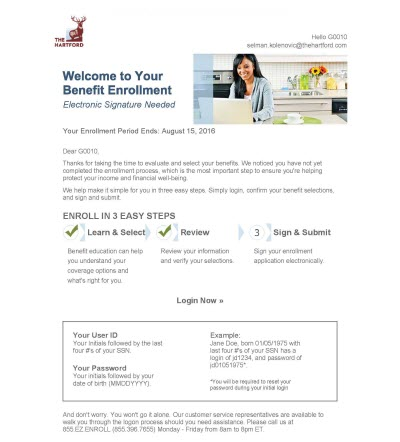 THE
HARTFORD
Hello G0010
selman.kolenovic@thehartford.com
Welcome to Your
Benefit Enrollment
Electronic Signature Needed
Your Enrollment Period Ends: August 15, 2016
Dear G0010,
Thanks for taking the time to evaluate and select your benefits. We noticed you have not yet
completed the enrollment process, which is the most important step to ensure you're helping
protect your income and financial well-being.
We help make it simple for you in three easy steps. Simply login, confirm your benefit selections,
and sign and submit.
ENROLL IN 3 EASY STEPS
Learn & Select
Review
3 Sign & Submit
Benefit education can help
you understand your
coverage options and
what's right for you.
Review your information
and verify your selections.
Sign your enrollment
application electronically.
Login Now »
Your User ID
Your Initials followed by the last
four #'s of your SSN.
Your Password
Your initials followed by your
date of birth (MMDDYYYY).
Example:
Jane Doe, born 01/05/1975 with
last four #'s of your SSN has a
login of jd1234, and password of
jd01051975*.
*You will be required to reset your
password during your initial login
And don't worry. You won't go it alone. Our customer service representatives are available to
walk you through the logon process should you need assistance. Please call us at
855.EZ.ENROLL (855.396.7655) Monday - Friday from 8am to 8pm ET.